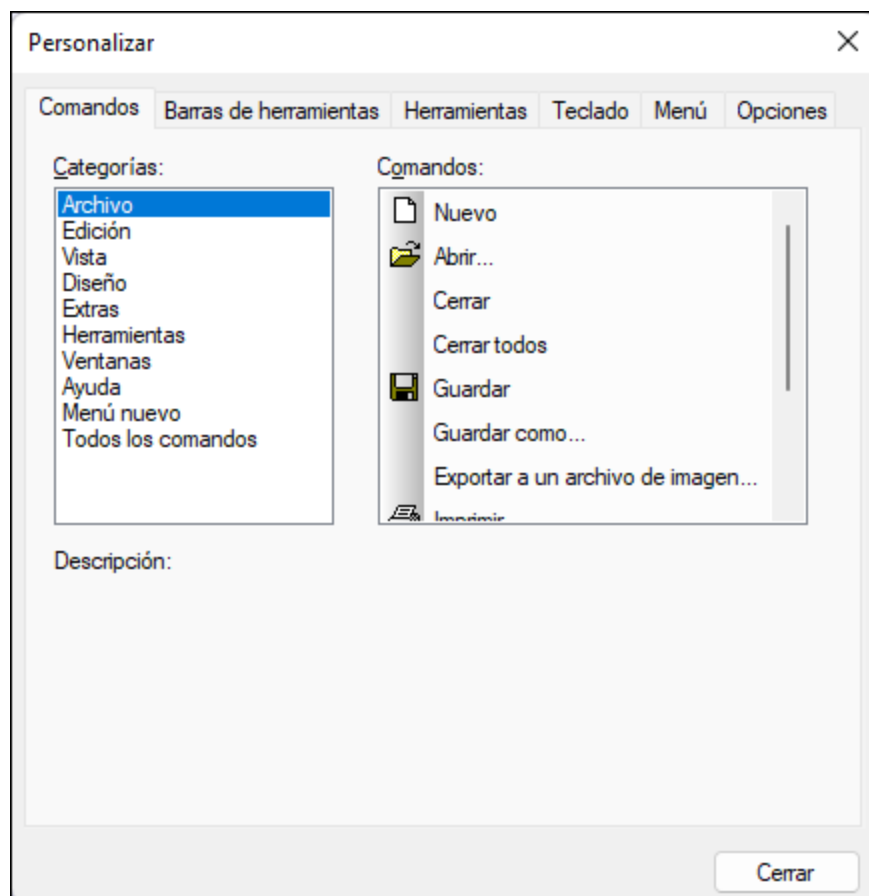 Personalizar
Comandos Barras de herramientas Herramientas Teclado Menú Opciones
Categorías:
Archivo
Edición
Vista
Diseño
Extras
Herramientas
Ventanas
Ayuda
Menú nuevo
Todos los comandos
Comandos:
Nuevo
Abrir...
Cerrar
Cerrar todos
Guardar
Guardar como...
Exportar a un archivo de imagen...
Imprimir
Descripción:
Cerrar